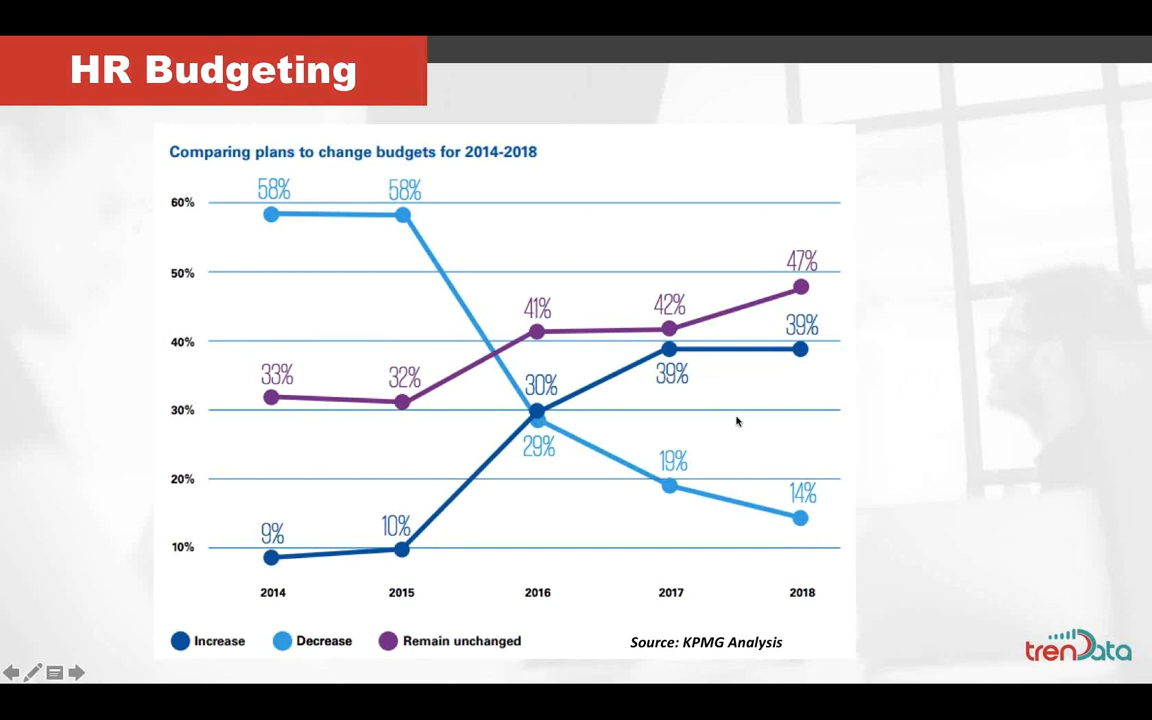 HR Budgeting
Comparing plans to change budgets for 2014-2018
58% 58%
60%
50%
47%
41% 42%
39%
40%
33% 32% 30% 39%
30%
29%
19%
20%
14%
9% 10%
10%
2014 2015 2016 2017 2018
Increase Decrease Remain unchanged Source: KPMG Analysis
trenData